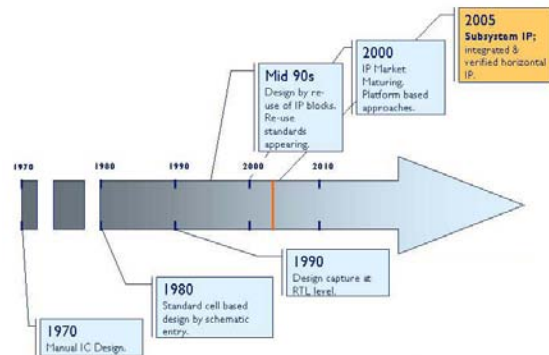 2005
Subsystem IP;
integrated &
verified horizontal
IP.
2000
IP Market
Maturing.
Platform based
approaches.
Mid 90s
Design by re-
use of IP blocks.
Re-use
standards
appearing.
1970
1900
1990
2000
2010
1990
Design capture at
RTL level.
1980
Standard cell based
design by schematic
entry.
1970
Manual IC Design.